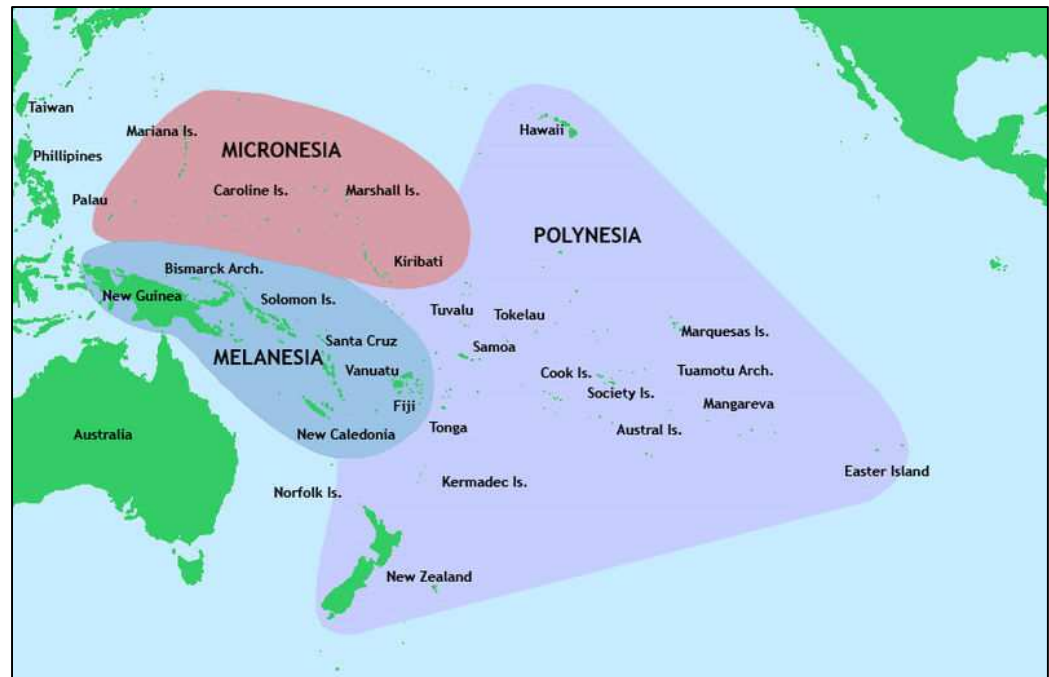 Taiwan
Hawaii
Mariana Is.
MICRONESIA
Phillipines
Caroline Is.
Marshall Is.
Palau
POLYNESIA
Kiribati
Bismarck Arch.
New Guinea
Solomon Is.
Tuvalu
Tokelau
Santa Cruz
Marquesas Is.
Samoa
MELANESIA
Vanuatu
Cook Is.
Tuamotu Arch.
Society Is.
Fiji
Mangareva
Tonga
Austral Is.
Australia
New Caledonia
Easter Island
Kermadec Is.
Norfolk Is.
New Zealand